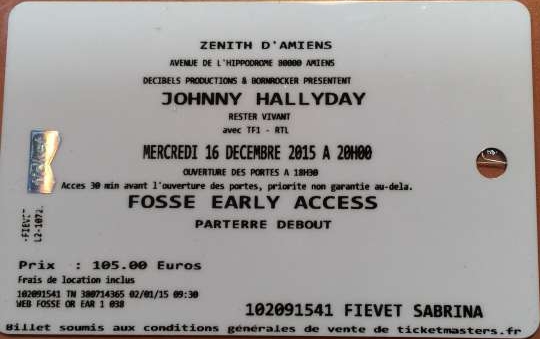 ZENITH D'AMIENS
AVENUE DE L'HIPPODROME 80000 AMIENS
DECIBELS PRODUCTIONS & BORNROCKER PRESENTENT
JOHNNY HALLYDAY
RESTER VIVANT
avec TF1 - RTL
MERCREDI 16 DECEMBRE 2015 A 20H00
OUVERTURE DES PORTES A 18H30
Acces 30 min avant l'ouverture des portes, priorite non garantie au-dela.
FOSSE EARLY ACCESS
PARTERRE DEBOUT
Prix : 105.00 Euros
Frais de location inclus
102091541 TN 380714365 02/01/15 09:30
WEB FOSSE OR EAR 1 038
102091541 FIEVET SABRINA
Billet soumis aux conditions générales de vente de ticketmasters.fr